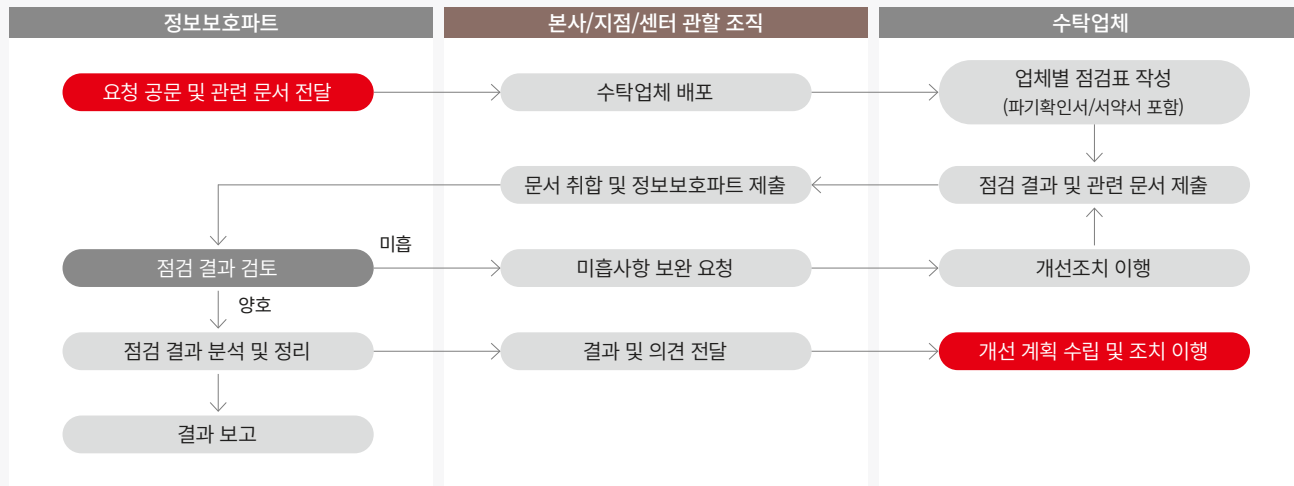 정보보호파트
본사/지점/센터 관할 조직
수탁업체
요청 공문 및 관련 문서 전달
수탁업체 배포
업체별 점검표 작성
(파기확인서/서약서 포함)
문서 취합 및 정보보호파트 제출
점검 결과 및 관련 문서 제출
미흡
점검 결과 검토
미흡사항 보완 요청
개선조치 이행
양호
점검 결과 분석 및 정리
결과 및 의견 전달
개선 계획 수립 및 조치 이행
결과 보고